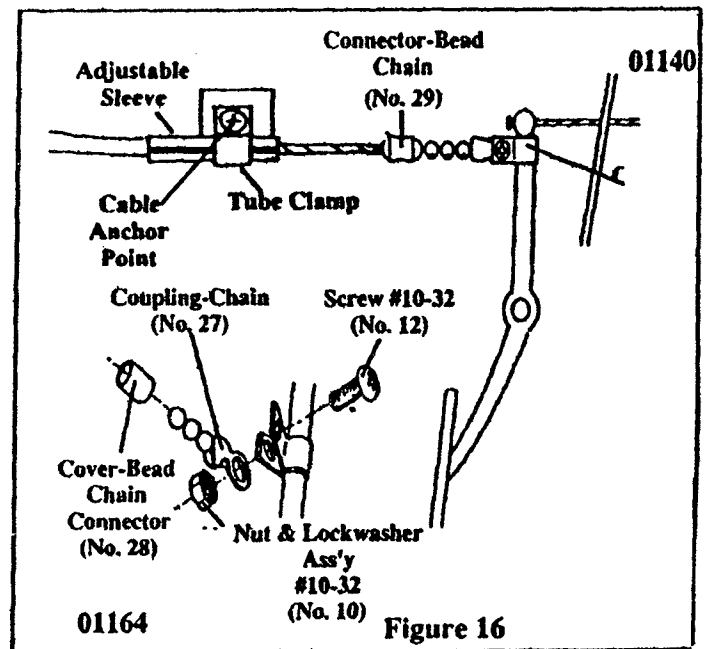 Connector-Bead
Chain
(No. 29)
01140
Adjustable
Sleeve
Cable
Anchor
Point
Tube Clamp
Coupling-Chain
(No. 27)
Screw #10-32
(No. 12)
Cover-Bead
Chain
Connector
(No. 28)
Nut & Lockwasher
Ass'y
#10-32
(No. 10)
01164
Figure 16